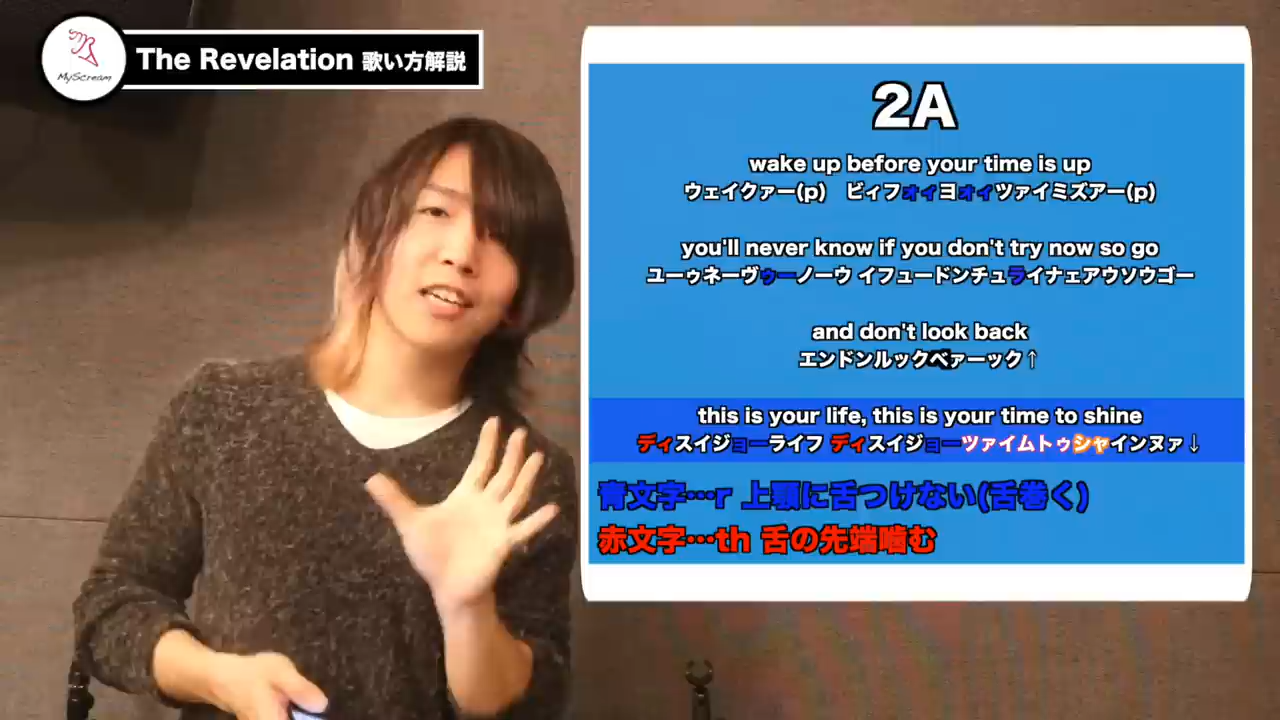 MyScream
The Revelation 歌い方解説
2A
wake up before your time is up
ウェイクァー(p) ビィフォィヨォィツァイミズアー(p)
you'll never know if you don't try now so go
ユーゥネーヴゥーノーウ イフュードンチュライナェアウソウゴー
and don't look back
エンドンルックベァーック↑
this is your life, this is your time to shine
ディスイジョーライフ ディスイジョーツァイムトゥシャインヌァ↓
青文字…r 上顎に舌つけない(舌巻く)
赤文字…th 舌の先端噛む